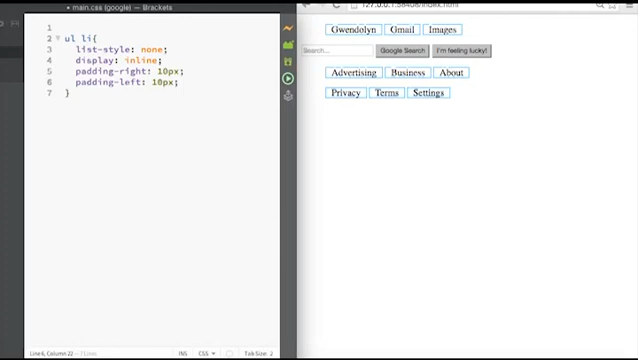 • main.css (google) — Brackets
127.0.0.1:58408/index.html
1
2 ul li{
3 list-style: none;
4 display: inline;
5 padding-right: 10px;
6 padding-left: 10px;
7 }
Gwendolyn Gmail Images
Search... Google Search I'm feeling lucky!
Advertising Business About
Privacy Terms Settings
Line 6, Column 22 — 7 Lines INS CSS Tab Size: 2